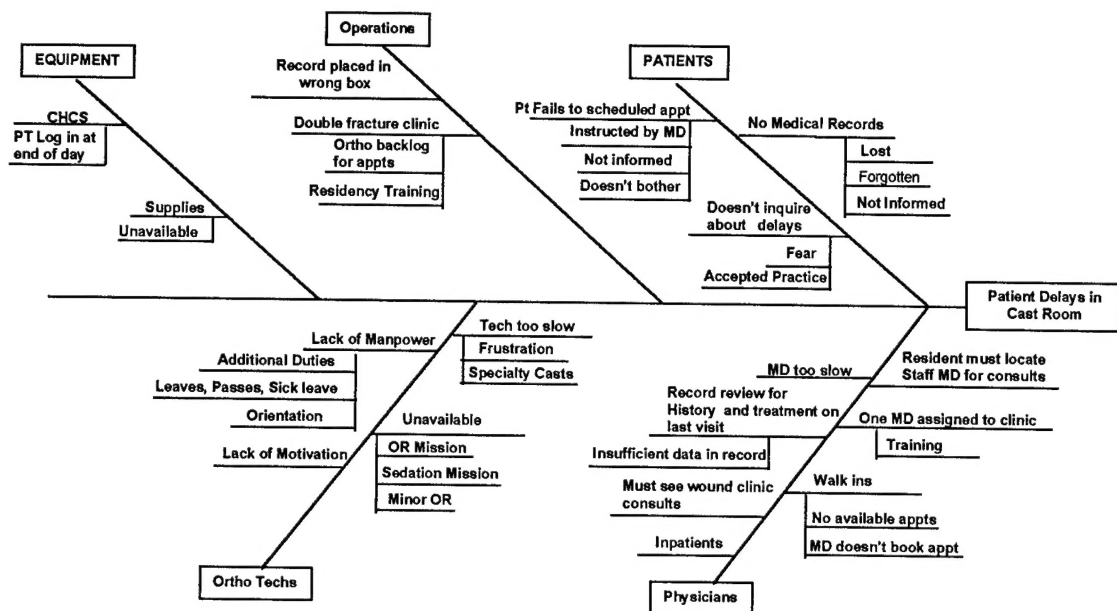 Operations
EQUIPMENT
PATIENTS
Record placed in
wrong box
CHCS
PT Log in at
end of day
Supplies
Unavailable
Double fracture clinic
Ortho backlog
for appts
Residency Training
Pt Fails to scheduled appt
Instructed by MD
Not informed
Doesn't bother
No Medical Records
Lost
Forgotten
Not Informed
Doesn't inquire
about delays
Fear
Accepted Practice
Patient Delays in
Cast Room
Lack of Manpower
Additional Duties
Leaves, Passes, Sick leave
Orientation
Lack of Motivation
Tech too slow
Frustration
Specialty Casts
Unavailable
OR Mission
Sedation Mission
Minor OR
Ortho Techs
MD too slow
Record review for
History and treatment on
last visit
Insufficient data in record
Must see wound clinic
consults
Inpatients
Resident must locate
Staff MD for consults
One MD assigned to clinic
Training
Walk ins
No available appts
MD doesn't book appt
Physicians